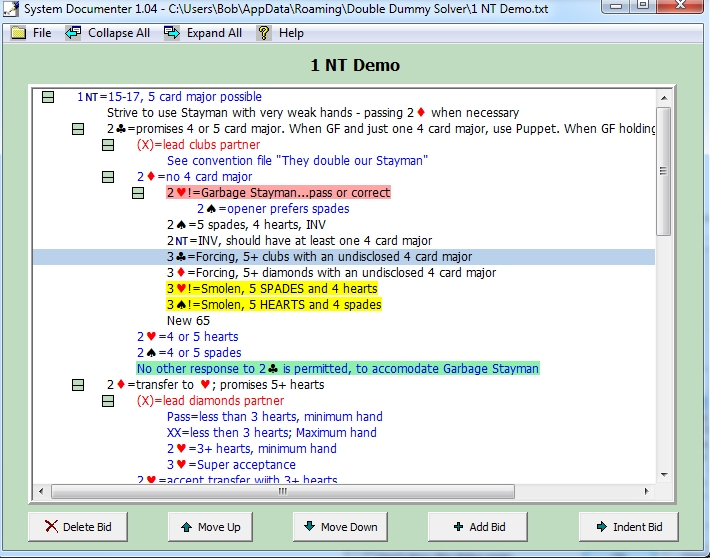 System Documenter 1.04 - C:\Users\Bob\AppData\Roaming\Double Dummy Solver\1 NT Demo.txt
File Collapse All Expand All ? Help
1 NT Demo
1NT=15-17, 5 card major possible
Strive to use Stayman with very weak hands - passing 2♦ when necessary
2♣=promises 4 or 5 card major. When GF and just one 4 card major, use Puppet. When GF holding
(X)=lead clubs partner
See convention file "They double our Stayman"
2♦=no 4 card major
2♥!=Garbage Stayman...pass or correct
2♠=opener prefers spades
2♠=5 spades, 4 hearts, INV
2NT=INV, should have at least one 4 card major
3♣=Forcing, 5+ clubs with an undisclosed 4 card major
3♦=Forcing, 5+ diamonds with an undisclosed 4 card major
3♥!=Smolen, 5 SPADES and 4 hearts
3♠!=Smolen, 5 HEARTS and 4 spades
New 65
2♥=4 or 5 hearts
2♠=4 or 5 spades
No other response to 2♣ is permitted, to accomodate Garbage Stayman
2♦=transfer to ♥; promises 5+ hearts
(X)=lead diamonds partner
Pass=less than 3 hearts, minimum hand
XX=less then 3 hearts; Maximum hand
2♥=3+ hearts, minimum hand
3♥=Super acceptance
2♥=accept transfer wiith 3+ hearts
Delete Bid Move Up Move Down Add Bid Indent Bid